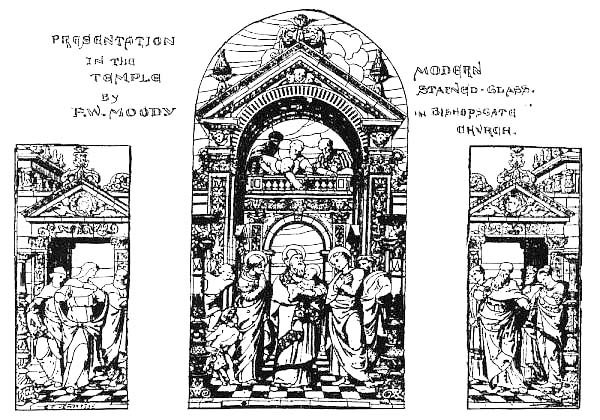 PRESENTATION
IN THE
TEMPLE
BY
F.W. MOODY
MODERN
STAINED-GLASS.
IN BISHOPSGATE
CHURCH.